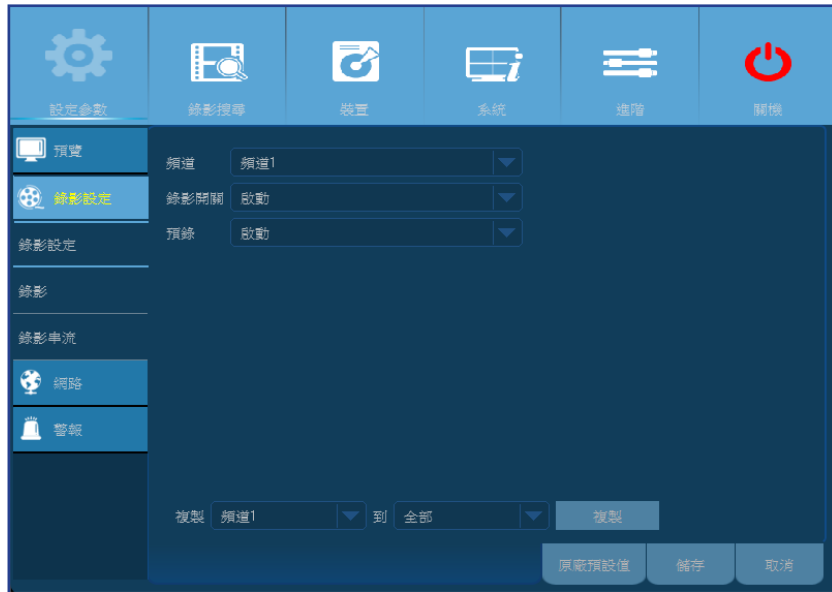 設定參數 錄影搜尋 裝置 系統 進階 關機
預覽
錄影設定
錄影設定
錄影
錄影串流
網路
警報
頻道 頻道1
錄影開關 啟動
預錄 啟動
複製 頻道1 到 全部 複製
原廠預設值 儲存 取消